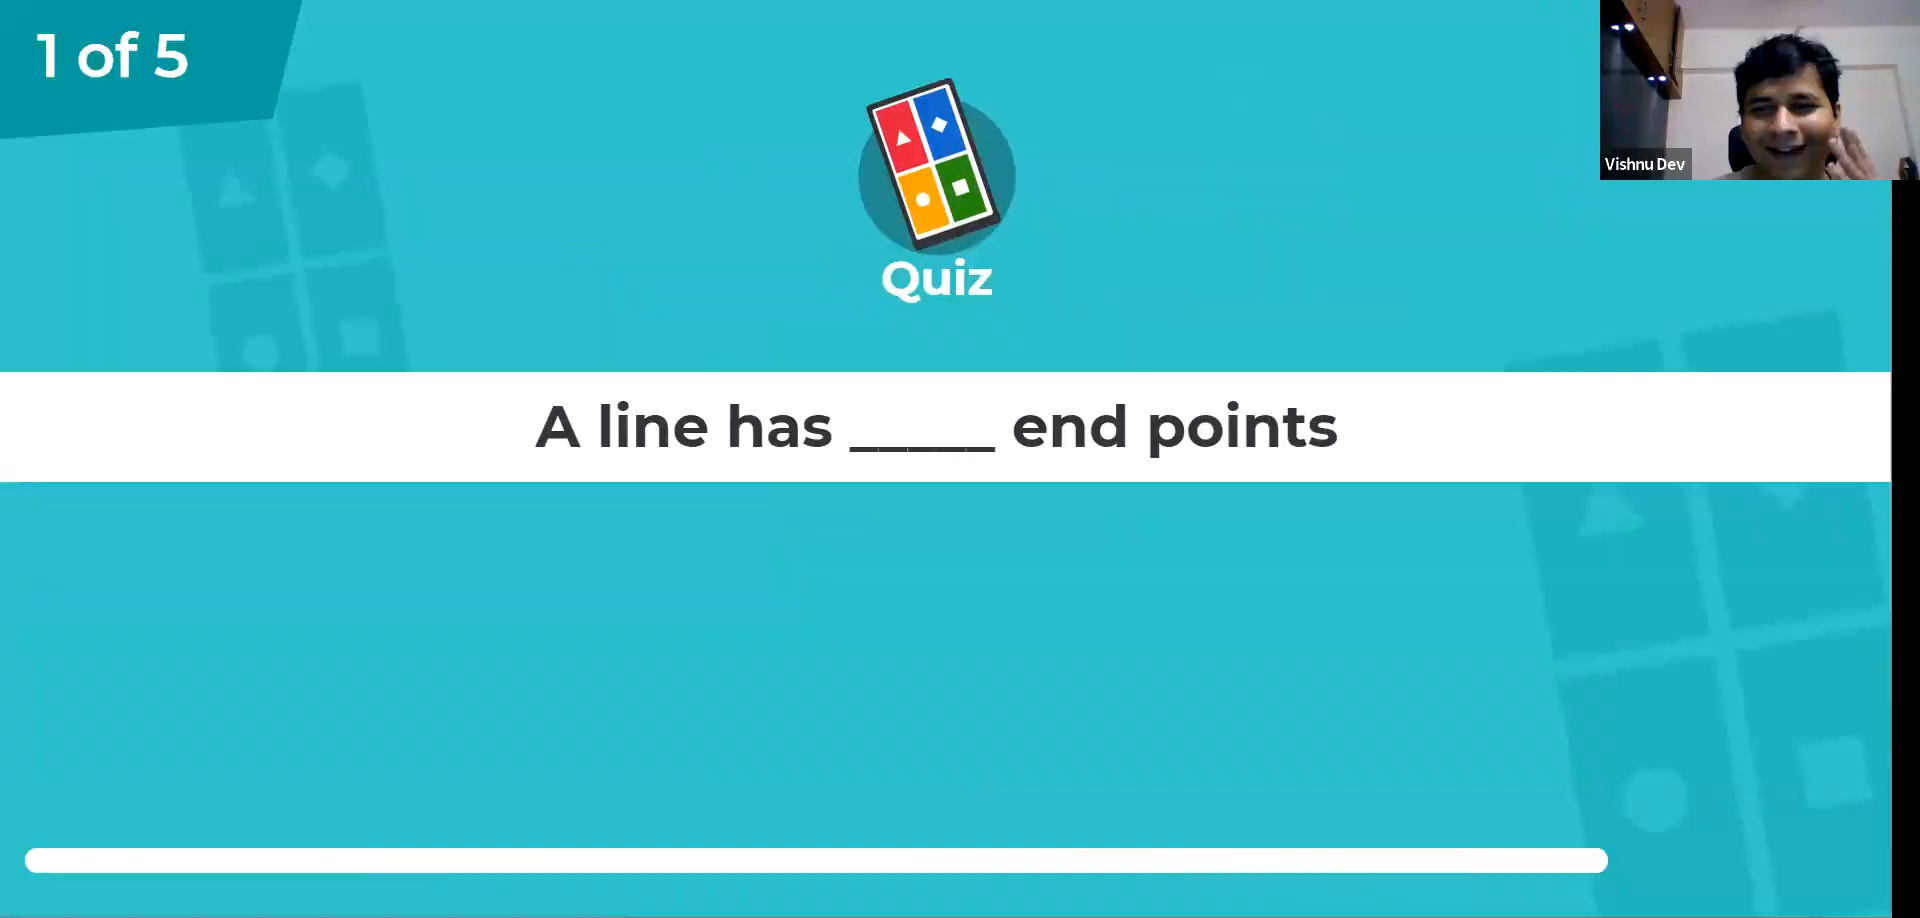 1 of 5
Quiz
Vishnu Dev
A line has _____ end points